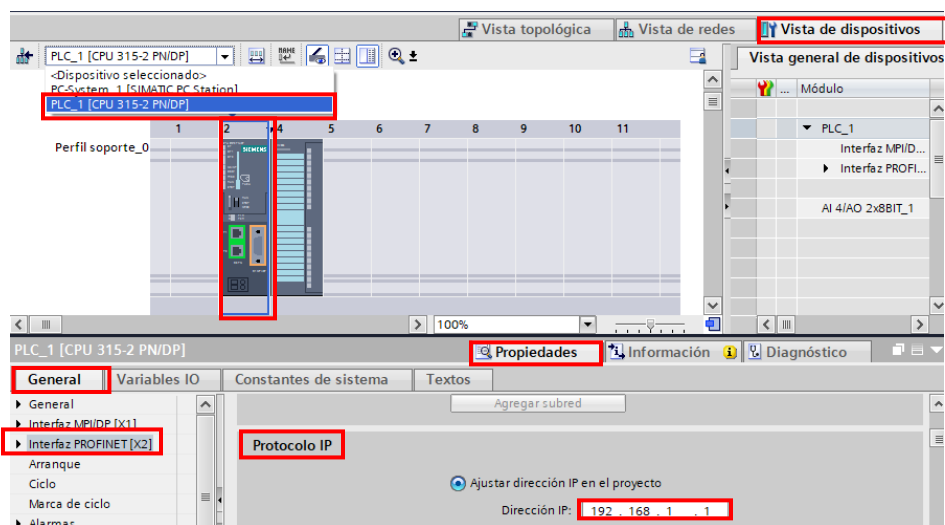 Vista topológica
Vista de redes
Vista de dispositivos
PLC_1 [CPU 315-2 PN/DP]
Vista general de dispositivos
<Dispositivo seleccionado>
PC-System_1 [SIMATIC PC Station]
PLC_1 [CPU 315-2 PN/DP]
... Módulo
1 2 4 5 6 7 8 9 10 11
PLC_1
Perfil soporte_0
SIEMENS
Interfaz MPI/D...
Interfaz PROFI...
AI 4/AO 2x8BIT_1
100%
PLC_1 [CPU 315-2 PN/DP]
Propiedades
Información
Diagnóstico
General
Variables IO
Constantes de sistema
Textos
General
Interfaz MPI/DP [X1]
Interfaz PROFINET [X2]
Arranque
Ciclo
Marca de ciclo
Alarmas
Agregar subred
Protocolo IP
Ajustar dirección IP en el proyecto
Dirección IP: 192 . 168 . 1 . 1